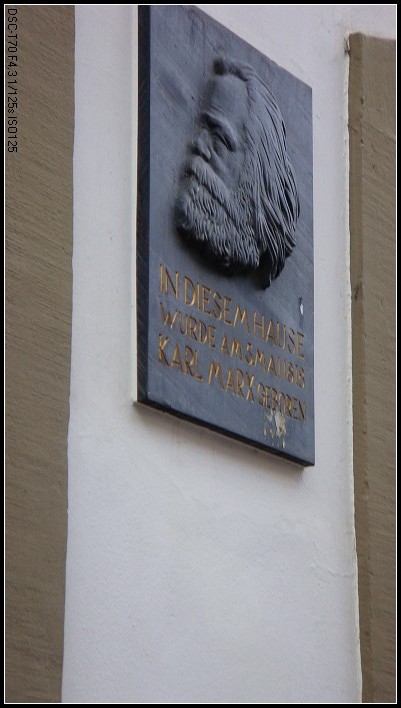 DSC-T70 F4.3 1/125s ISO125
IN DIESEM HAUSE
WURDE AM 5.MAI 1818
KARL MARX GEBOREN